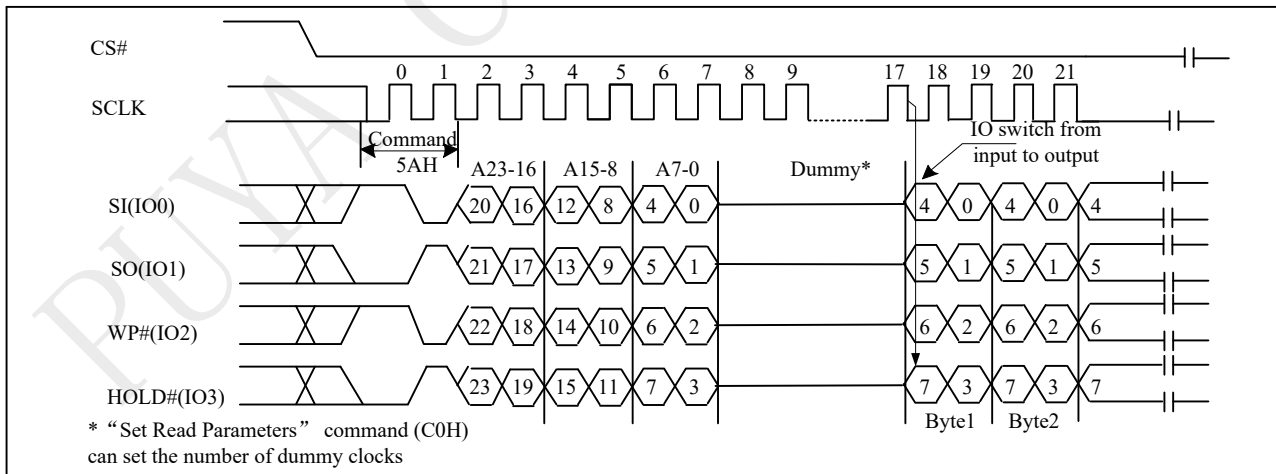 PUYA
CS#
0 1 2 3 4 5 6 7 8 9 17 18 19 20 21
SCLK
Command
5AH
IO switch from
input to output
A23-16 A15-8 A7-0 Dummy*
SI(IO0) 20 16 12 8 4 0 4 0 4 0 4
SO(IO1) 21 17 13 9 5 1 5 1 5 1 5
WP#(IO2) 22 18 14 10 6 2 6 2 6 2 6
HOLD#(IO3) 23 19 15 11 7 3 7 3 7 3 7
Byte1 Byte2
* “Set Read Parameters” command (C0H)
can set the number of dummy clocks